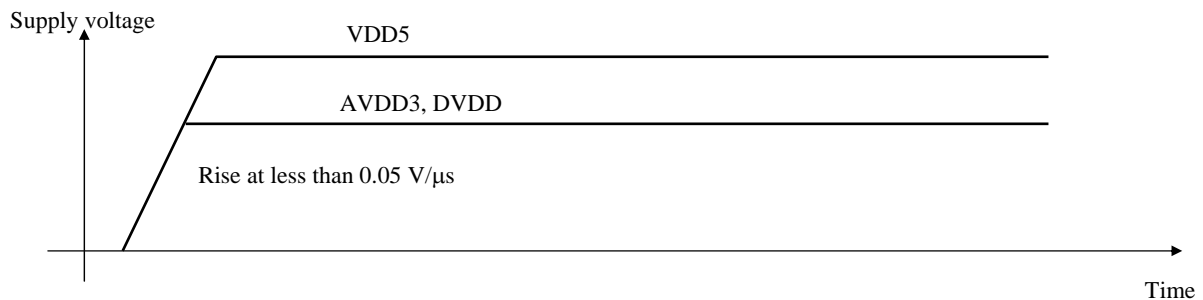 Supply voltage
VDD5
AVDD3, DVDD
Rise at less than 0.05 V/μs
Time